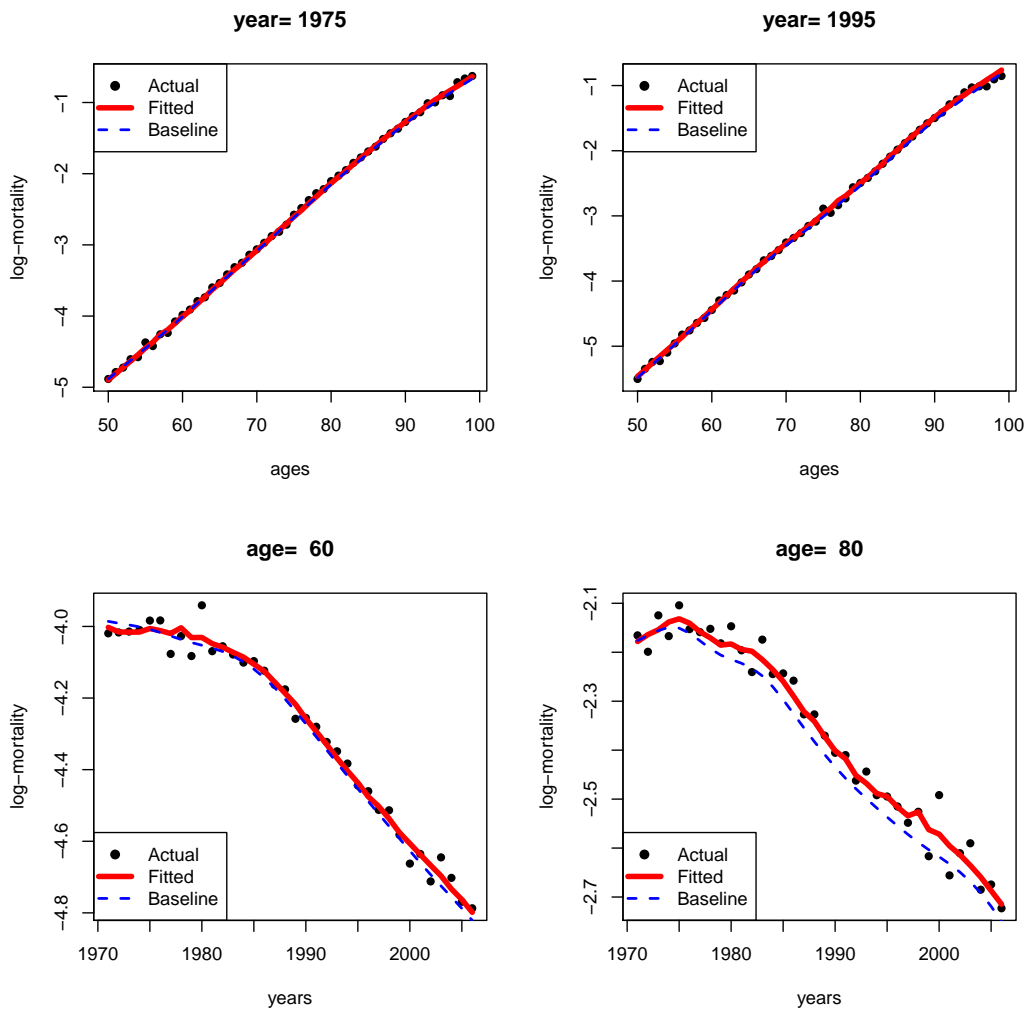 year= 1975
Actual
Fitted
Baseline
log−mortality
−1
−2
−3
−4
−5
50 60 70 80 90 100
ages
year= 1995
Actual
Fitted
Baseline
log−mortality
−1
−2
−3
−4
−5
50 60 70 80 90 100
ages
age= 60
log−mortality
−4.0
−4.2
−4.4
−4.6
−4.8
Actual
Fitted
Baseline
1970 1980 1990 2000
years
age= 80
log−mortality
−2.1
−2.3
−2.5
−2.7
Actual
Fitted
Baseline
1970 1980 1990 2000
years